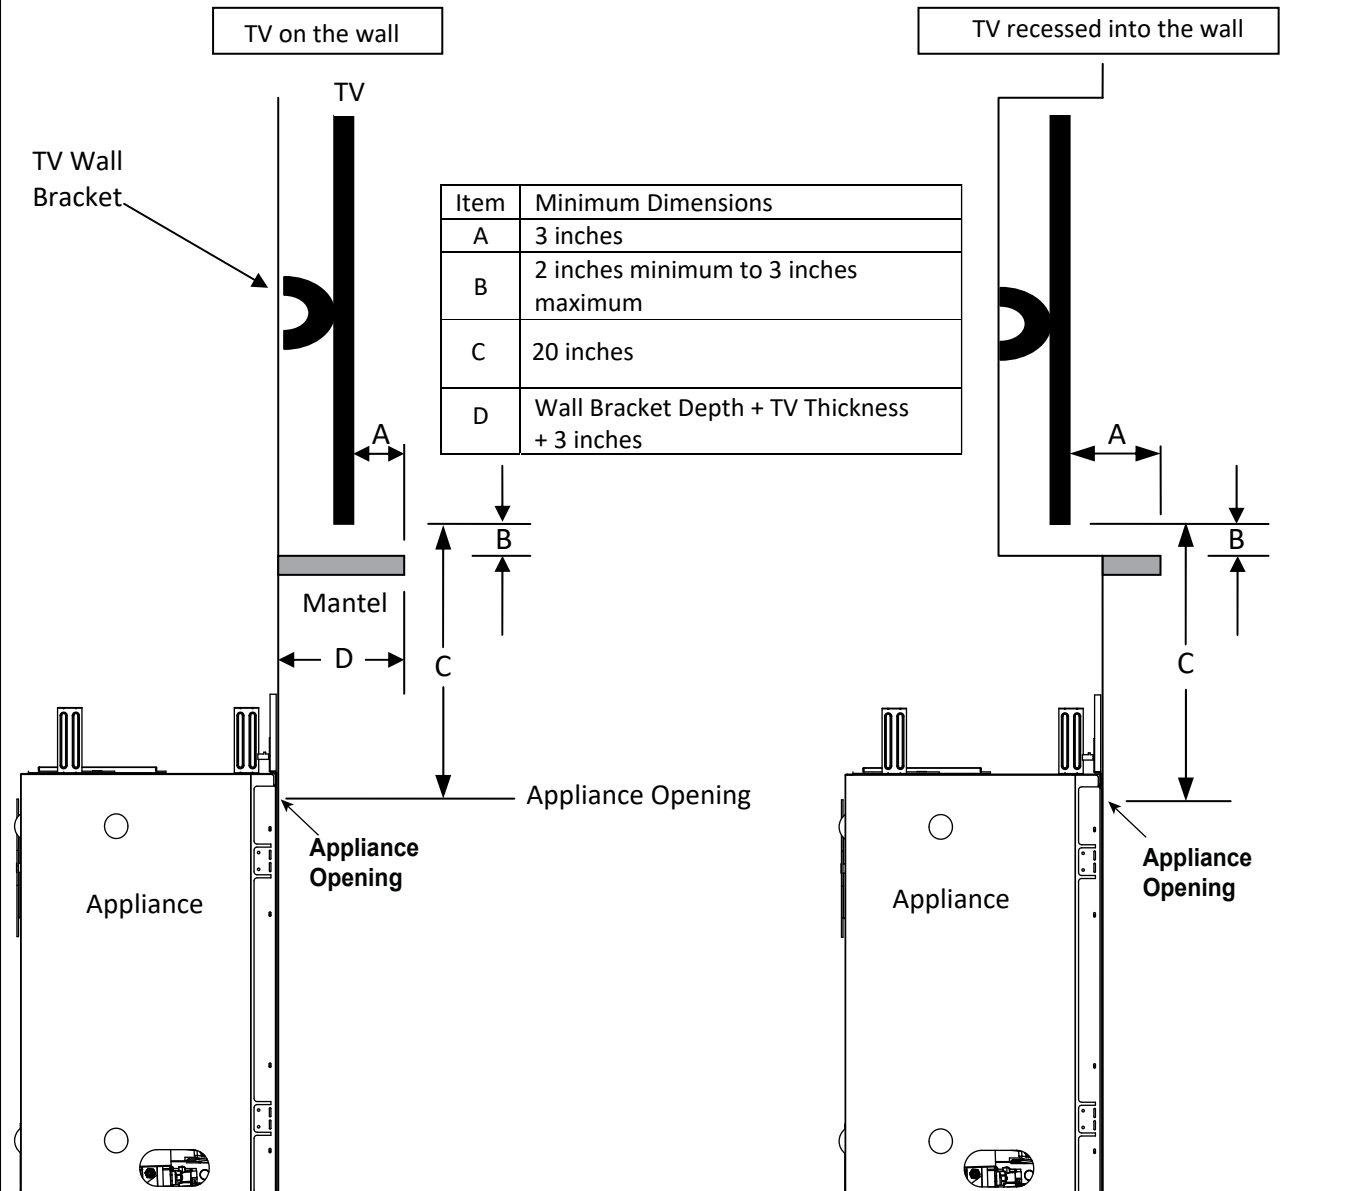 TV on the wall
TV recessed into the wall
TV
TV Wall
Bracket
Item Minimum Dimensions
A 3 inches
B 2 inches minimum to 3 inches
maximum
C 20 inches
D Wall Bracket Depth + TV Thickness
+ 3 inches
A
A
B
B
Mantel
D
C
C
Appliance Opening
Appliance
Opening
Appliance
Opening
Appliance
Appliance